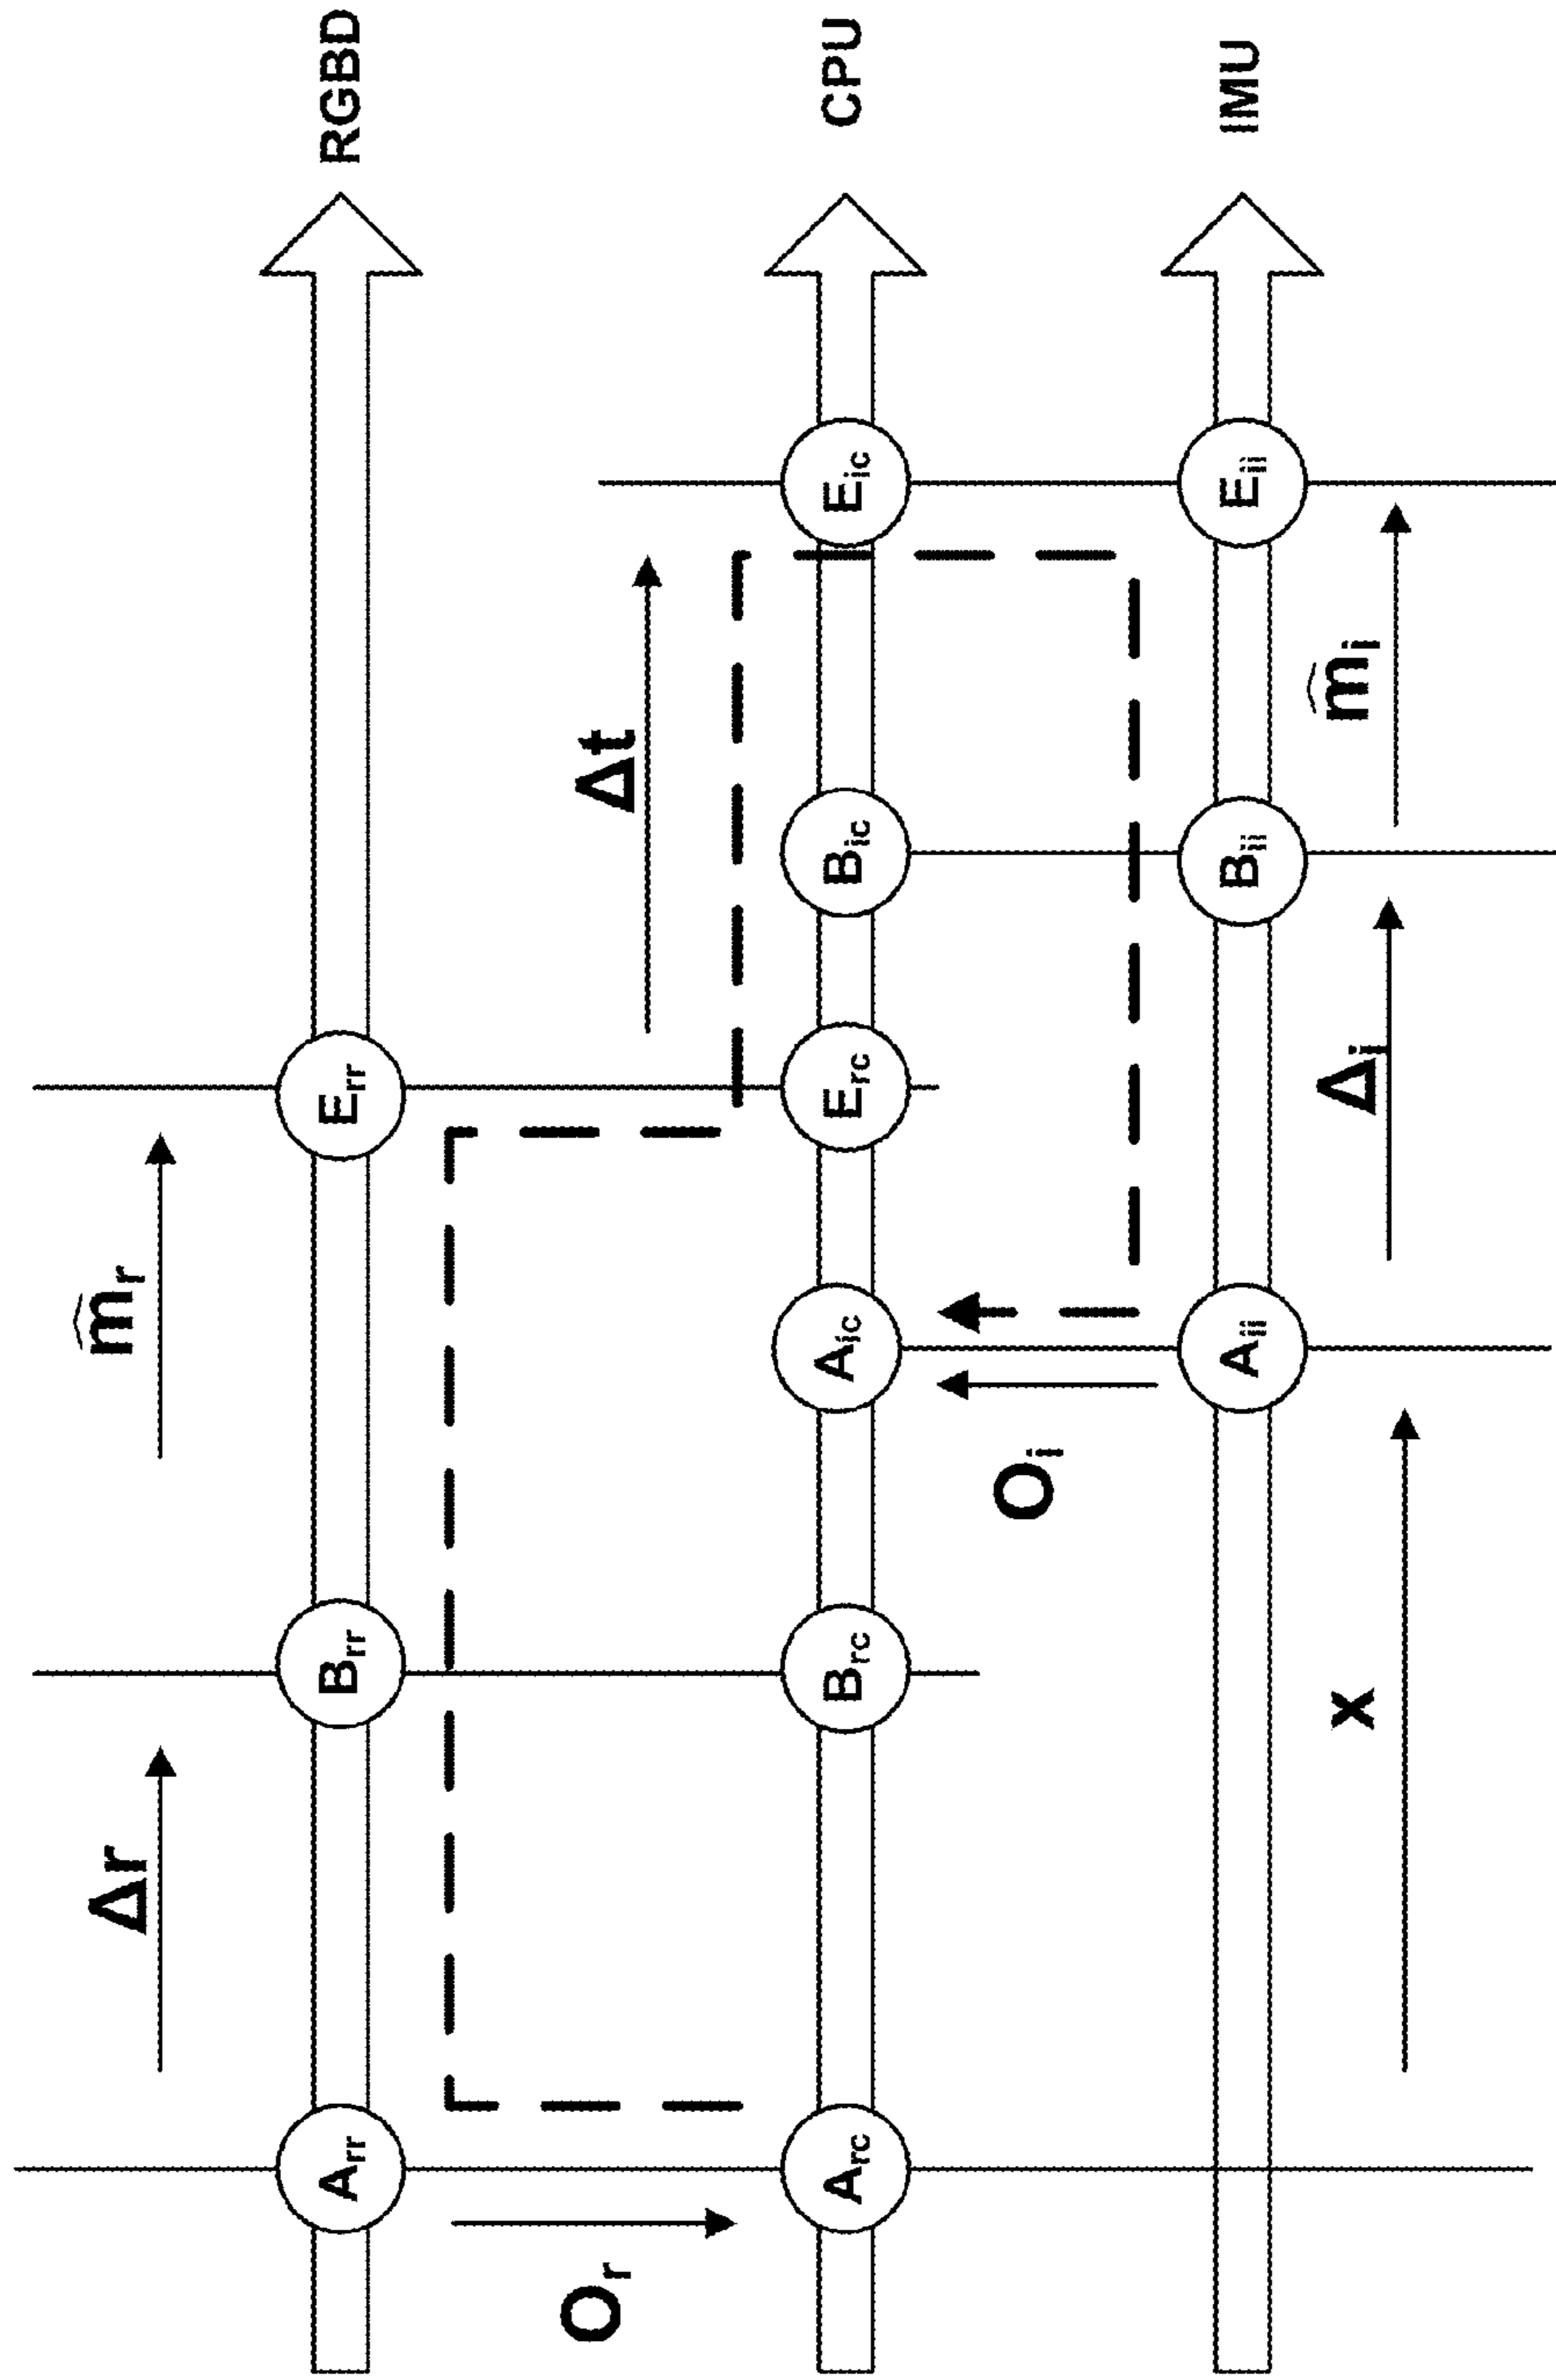 Δr
m̂r
Arr
Brr
Err
RGBD
Or
Δt
Arc
Brc
Aic
Erc
Bic
Eic
CPU
Oi
Aii
Bii
Eii
IMU
x
Δi
m̂i